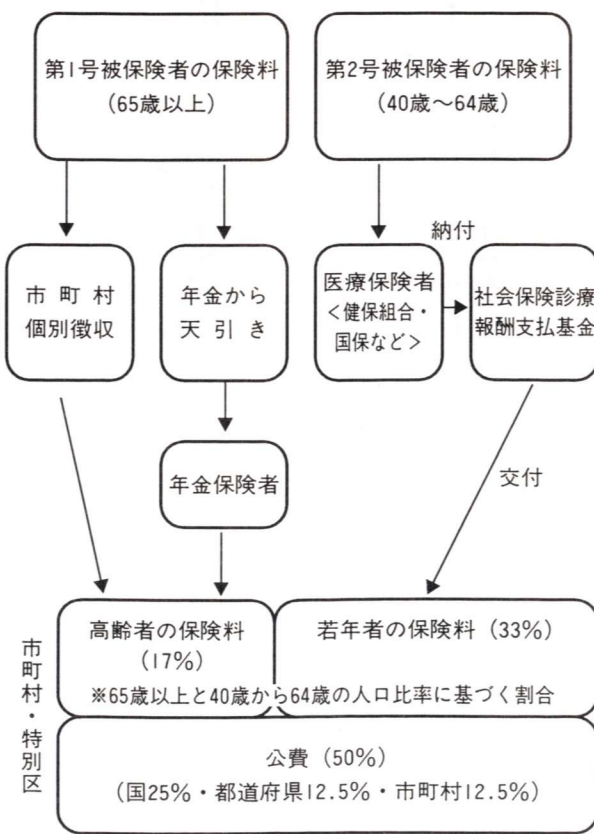 第1号被保険者の保険料
(65歳以上)
第2号被保険者の保険料
(40歳～64歳)
納付
市町村
個別徴収
年金から
天引き
医療保険者
<健保組合・
国保など>
社会保険診療
報酬支払基金
年金保険者
交付
市町村・特別区
高齢者の保険料
(17%)
若年者の保険料 (33%)
※65歳以上と40歳から64歳の人口比率に基づく割合
公費 (50%)
(国25%・都道府県12.5%・市町村12.5%)